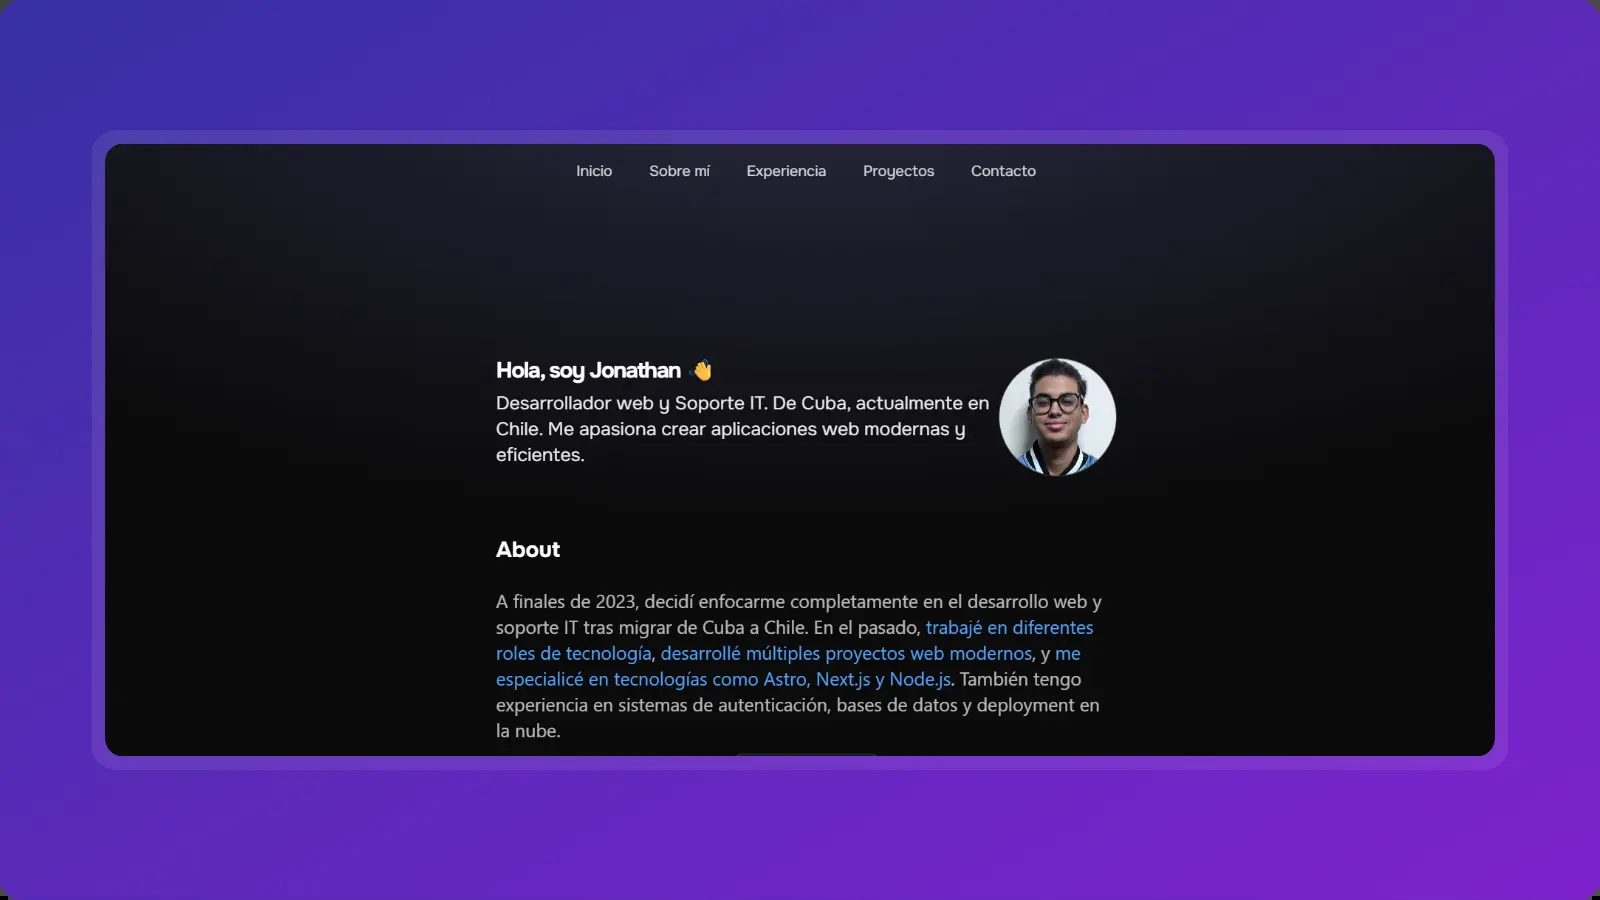 Inicio Sobre mí Experiencia Proyectos Contacto
Hola, soy Jonathan 👋
Desarrollador web y Soporte IT. De Cuba, actualmente en
Chile. Me apasiona crear aplicaciones web modernas y
eficientes.
About
A finales de 2023, decidí enfocarme completamente en el desarrollo web y
soporte IT tras migrar de Cuba a Chile. En el pasado, trabajé en diferentes
roles de tecnología, desarrollé múltiples proyectos web modernos, y me
especialicé en tecnologías como Astro, Next.js y Node.js. También tengo
experiencia en sistemas de autenticación, bases de datos y deployment en
la nube.